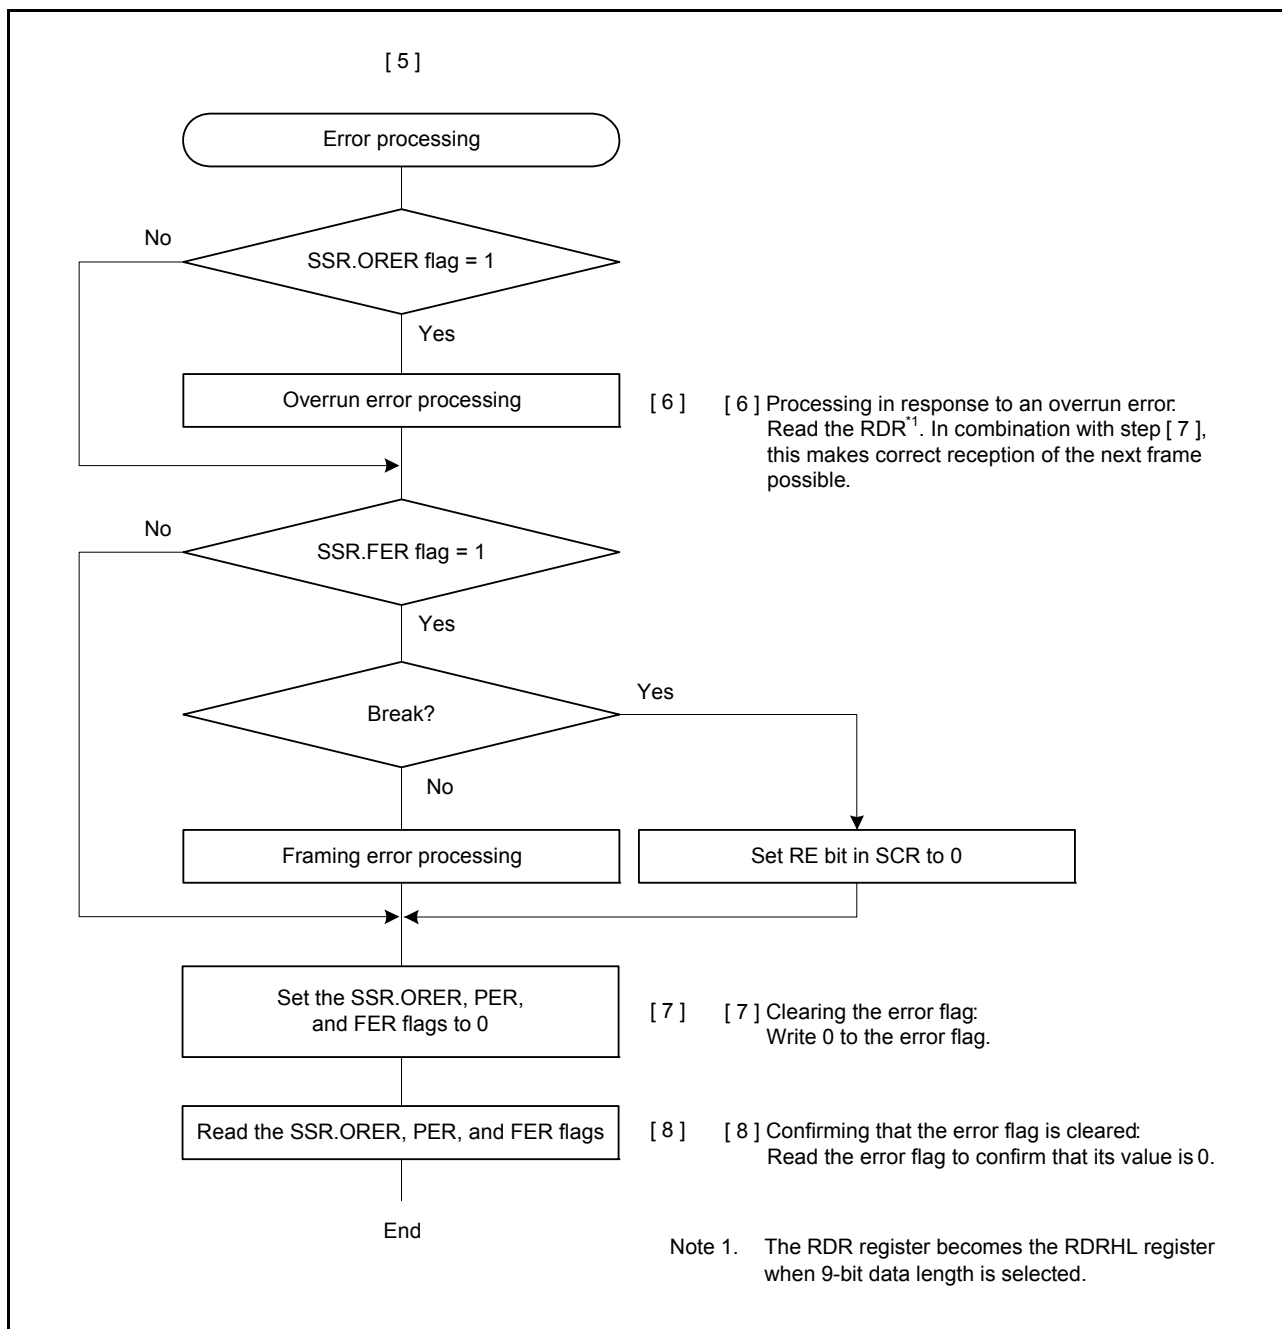 [ 5 ]
Error processing
No
SSR.ORER flag = 1
Yes
Overrun error processing
[ 6 ]
[ 6 ] Processing in response to an overrun error:
Read the RDR*1. In combination with step [ 7 ],
this makes correct reception of the next frame
possible.
No
SSR.FER flag = 1
Yes
Break?
Yes
No
Framing error processing
Set RE bit in SCR to 0
Set the SSR.ORER, PER,
and FER flags to 0
[ 7 ]
[ 7 ] Clearing the error flag:
Write 0 to the error flag.
Read the SSR.ORER, PER, and FER flags
[ 8 ]
[ 8 ] Confirming that the error flag is cleared:
Read the error flag to confirm that its value is 0.
End
Note 1. The RDR register becomes the RDRHL register
when 9-bit data length is selected.